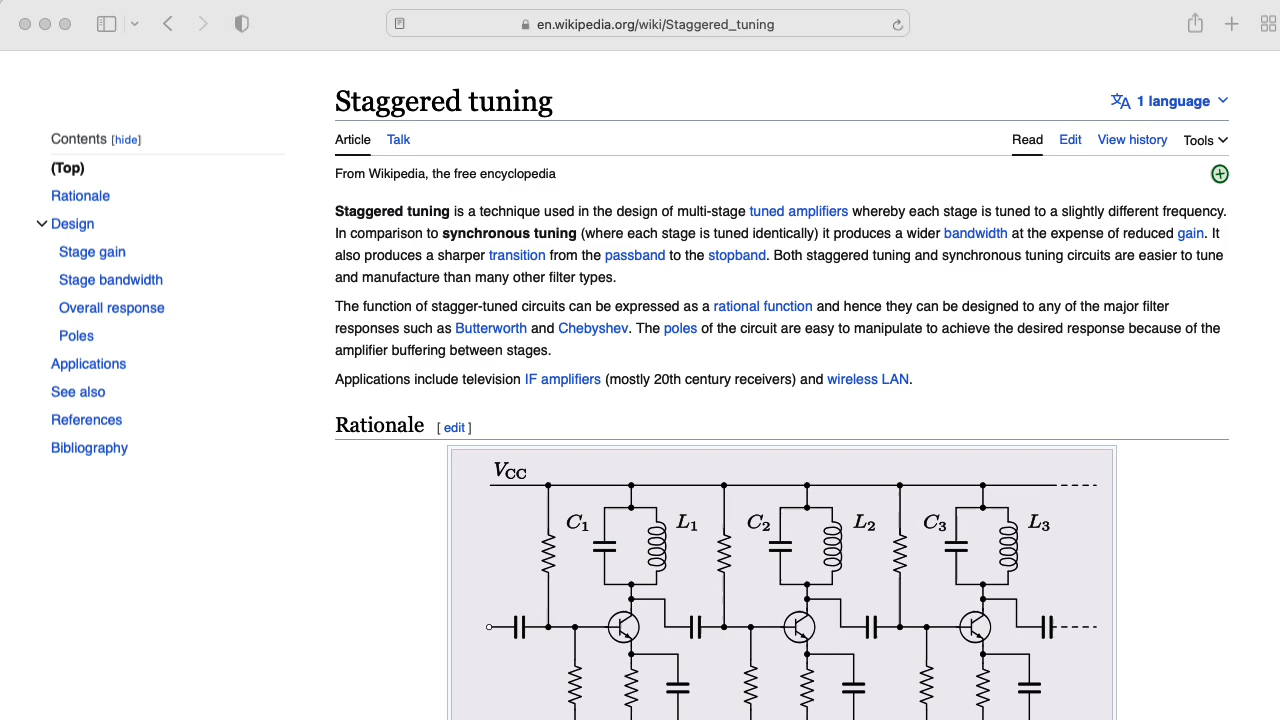 en.wikipedia.org/wiki/Staggered_tuning
Staggered tuning
1 language
Contents [hide]
(Top)
Rationale
Design
Stage gain
Stage bandwidth
Overall response
Poles
Applications
See also
References
Bibliography
Article Talk
Read Edit View history Tools
From Wikipedia, the free encyclopedia
Staggered tuning is a technique used in the design of multi-stage tuned amplifiers whereby each stage is tuned to a slightly different frequency.
In comparison to synchronous tuning (where each stage is tuned identically) it produces a wider bandwidth at the expense of reduced gain. It
also produces a sharper transition from the passband to the stopband. Both staggered tuning and synchronous tuning circuits are easier to tune
and manufacture than many other filter types.
The function of stagger-tuned circuits can be expressed as a rational function and hence they can be designed to any of the major filter
responses such as Butterworth and Chebyshev. The poles of the circuit are easy to manipulate to achieve the desired response because of the
amplifier buffering between stages.
Applications include television IF amplifiers (mostly 20th century receivers) and wireless LAN.
Rationale [ edit ]
VCC
C1 L1 C2 L2 C3 L3